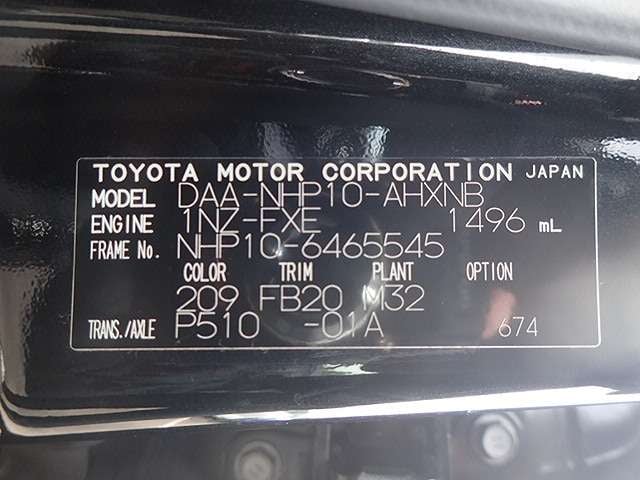 TOYOTA MOTOR CORPORATION JAPAN
MODEL DAA-NHP10-AHXNB
ENGINE 1NZ-FXE 1496 mL
FRAME No. NHP10-6465545
COLOR TRIM PLANT OPTION
209 FB20 M32
TRANS./AXLE P510 -01A 674